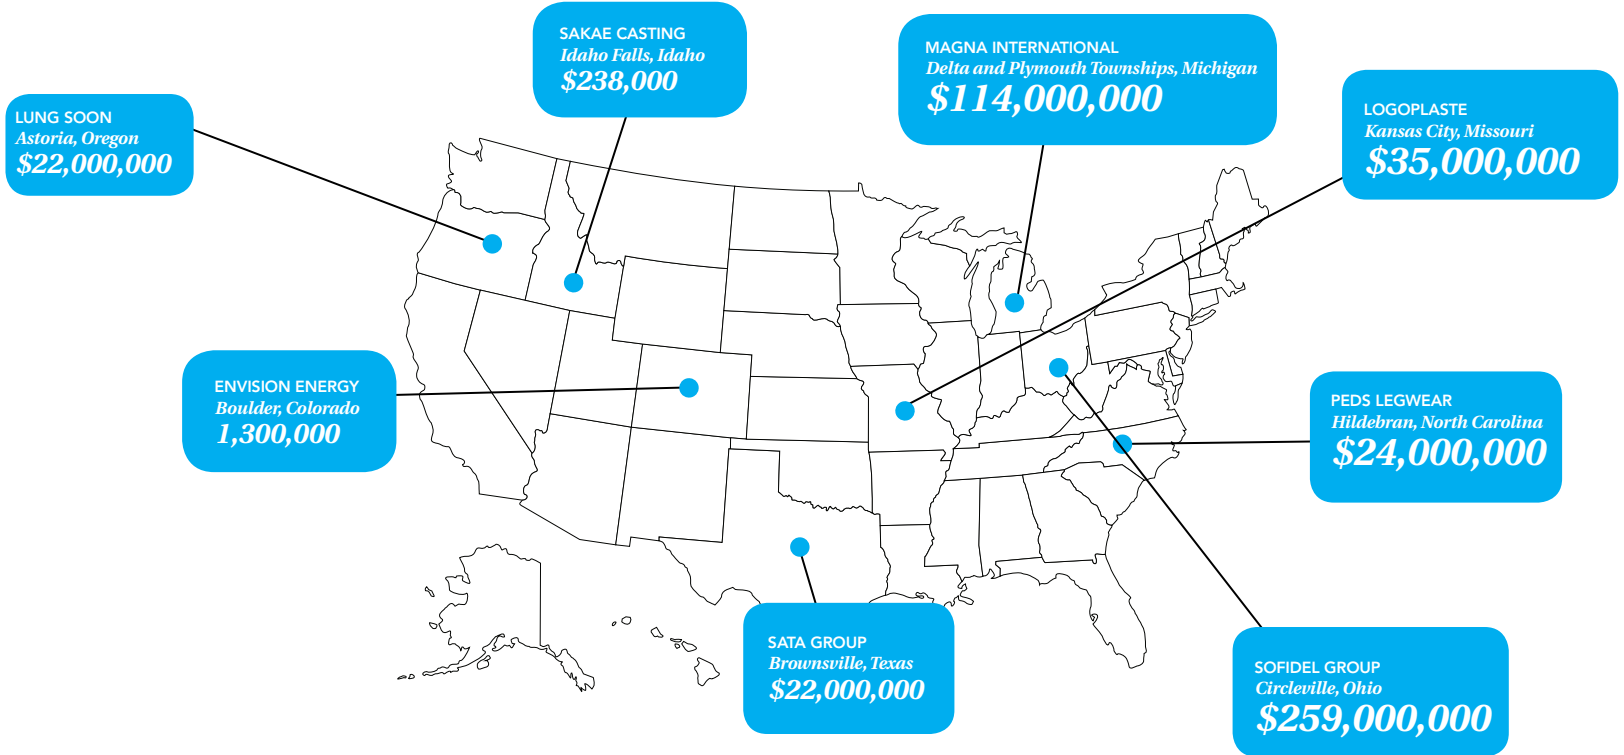 SAKAE CASTING
Idaho Falls, Idaho
$238,000
MAGNA INTERNATIONAL
Delta and Plymouth Townships, Michigan
$114,000,000
LUNG SOON
Astoria, Oregon
$22,000,000
LOGOPLASTE
Kansas City, Missouri
$35,000,000
ENVISION ENERGY
Boulder, Colorado
1,300,000
PEDS LEGWEAR
Hildebran, North Carolina
$24,000,000
SATA GROUP
Brownsville, Texas
$22,000,000
SOFIDEL GROUP
Circleville, Ohio
$259,000,000